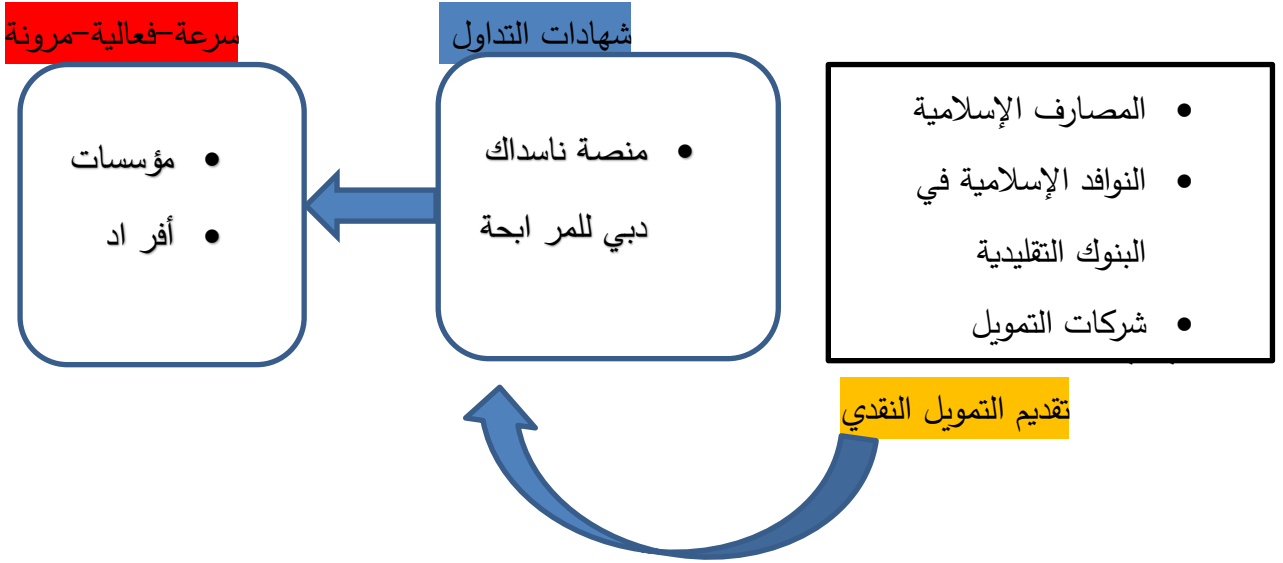 المصارف الإسلامية
النوافد الإسلامية في
البنوك التقليدية
شركات التمويل
تقديم التمويل النقدي
شهادات التداول
منصة ناسداك
دبي للمر ابحة
سرعة-فعالية-مرونة
مؤسسات
أفر اد